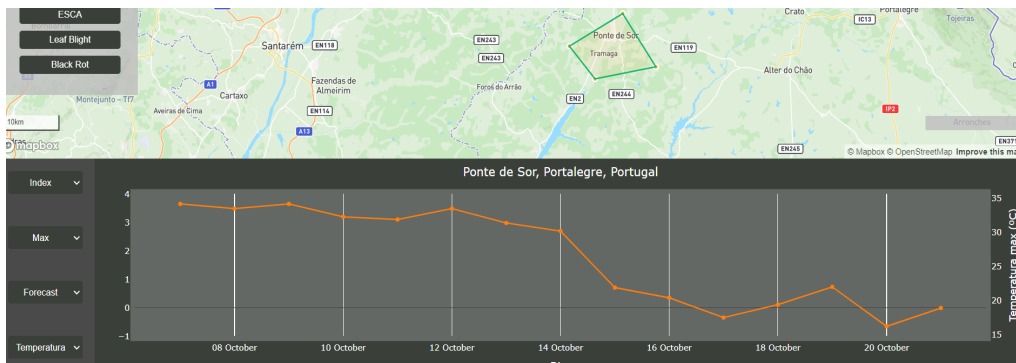 ESCA
Leaf Blight
Black Rot
Crato
Portalegre
IC13
Tojeiras
Santarém
EN118
EN243
EN243
Ponte de Sor
Tramaga
EN119
Alter do Chão
Fazendas de
Almeirim
Foros do Arrão
A1
Cartaxo
Montejunto – Tf7
Aveiras de Cima
EN114
EN2
EN244
IP2
10km
A13
Arronches
EN245
EN371
mapbox
© Mapbox © OpenStreetMap Improve this ma
Ponte de Sor, Portalegre, Portugal
Index
Max
Forecast
Temperatura
4
3
2
1
0
−1
35
30
25
20
15
Temperatura max (ºC)
08 October
10 October
12 October
14 October
16 October
18 October
20 October